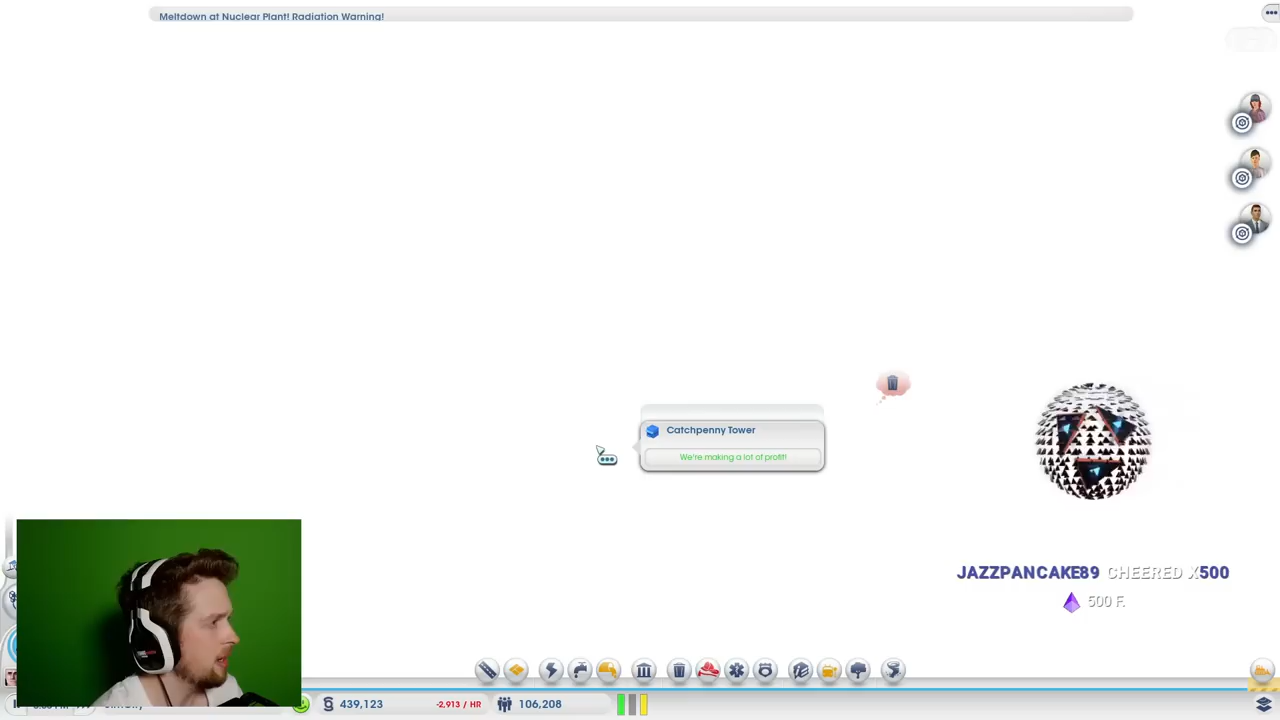 Meltdown at Nuclear Plant! Radiation Warning!
Catchpenny Tower
We're making a lot of profit!
JAZZPANCAKE89 CHEERED X500
500 F.
439,123
-2,913 / HR
106,208